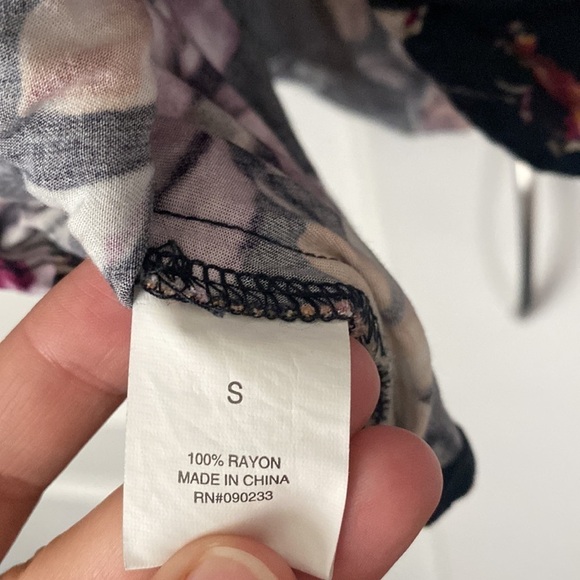 S
100% RAYON
MADE IN CHINA
RN#090233